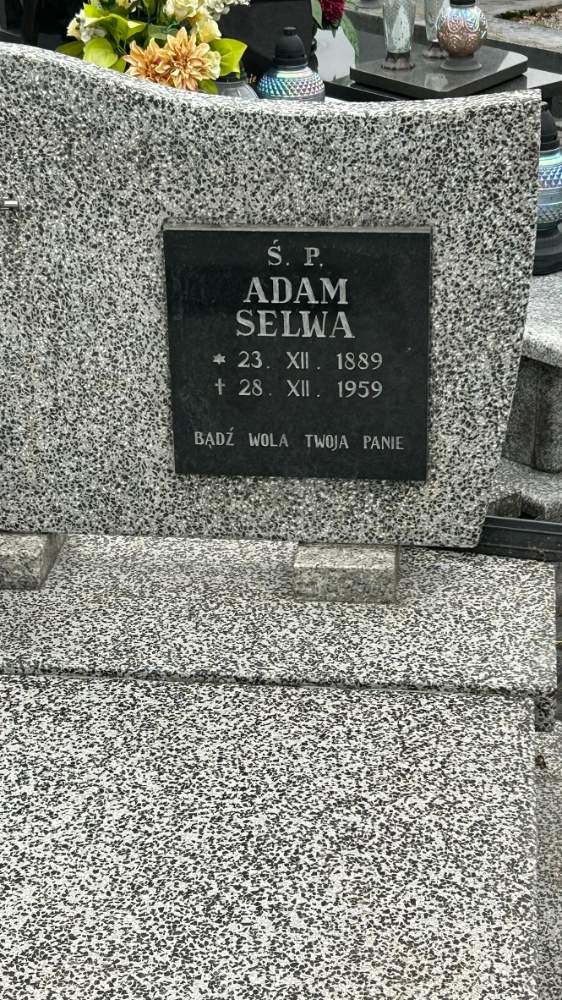 Ś. P.
ADAM
SELWA
* 23. XII. 1889
† 28. XII. 1959
BĄDŹ WOLA TWOJA PANIE